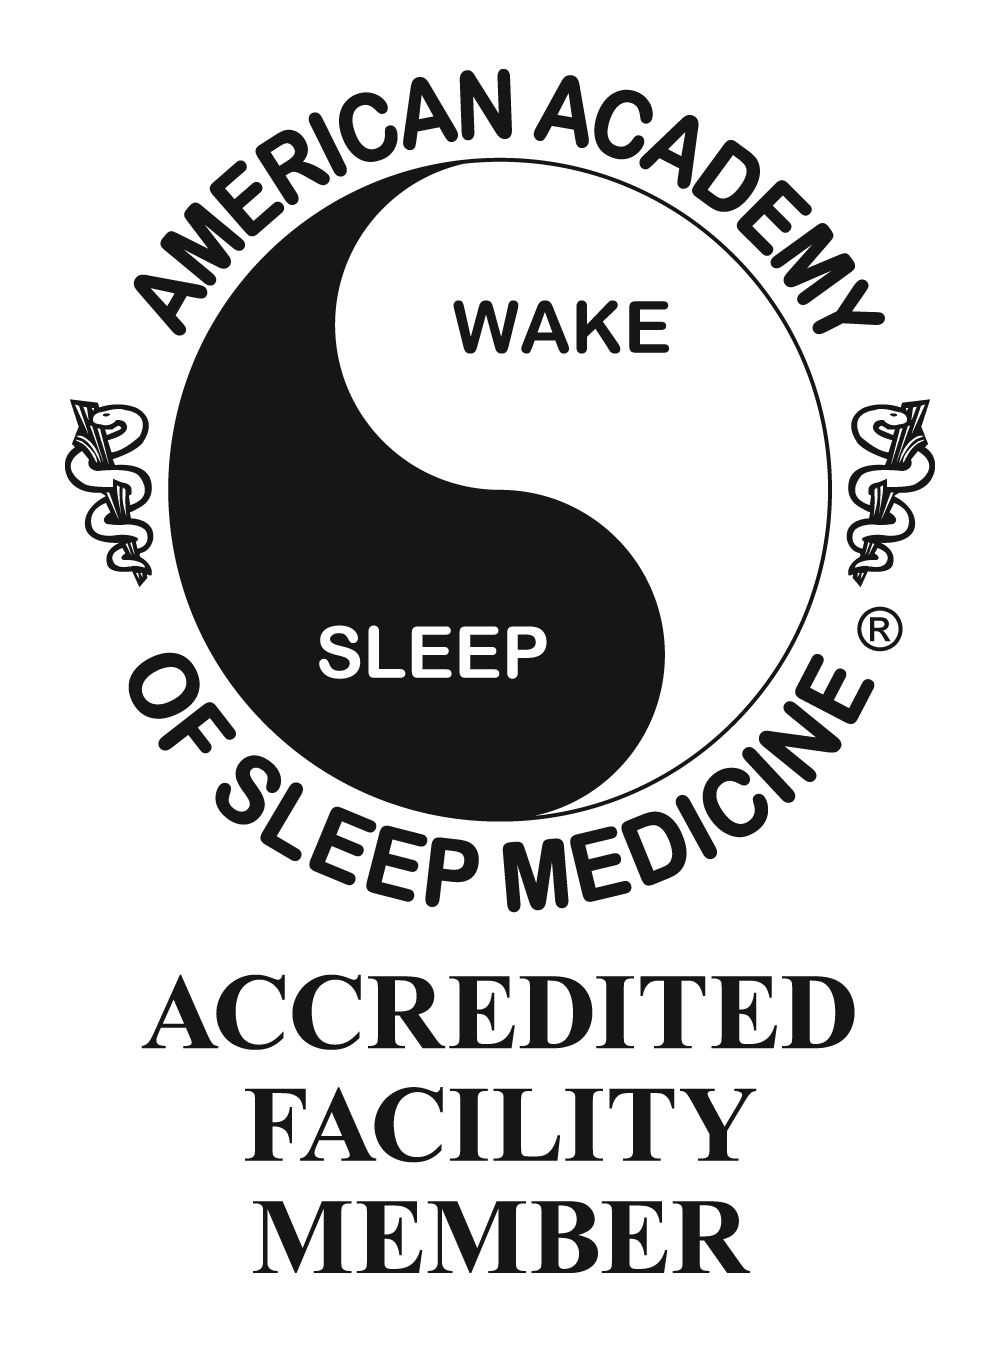 AMERICAN ACADEMY
WAKE
SLEEP
OF SLEEP MEDICINE ®
ACCREDITED
FACILITY
MEMBER